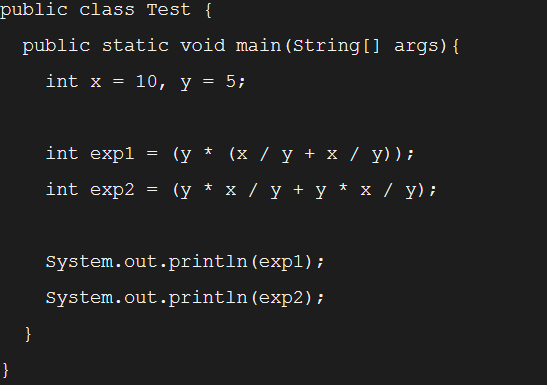 public class Test {
public static void main(String[] args){
int x = 10, y = 5;
int exp1 = (y * (x / y + x / y));
int exp2 = (y * x / y + y * x / y);
System.out.println(exp1);
System.out.println(exp2);
}
}